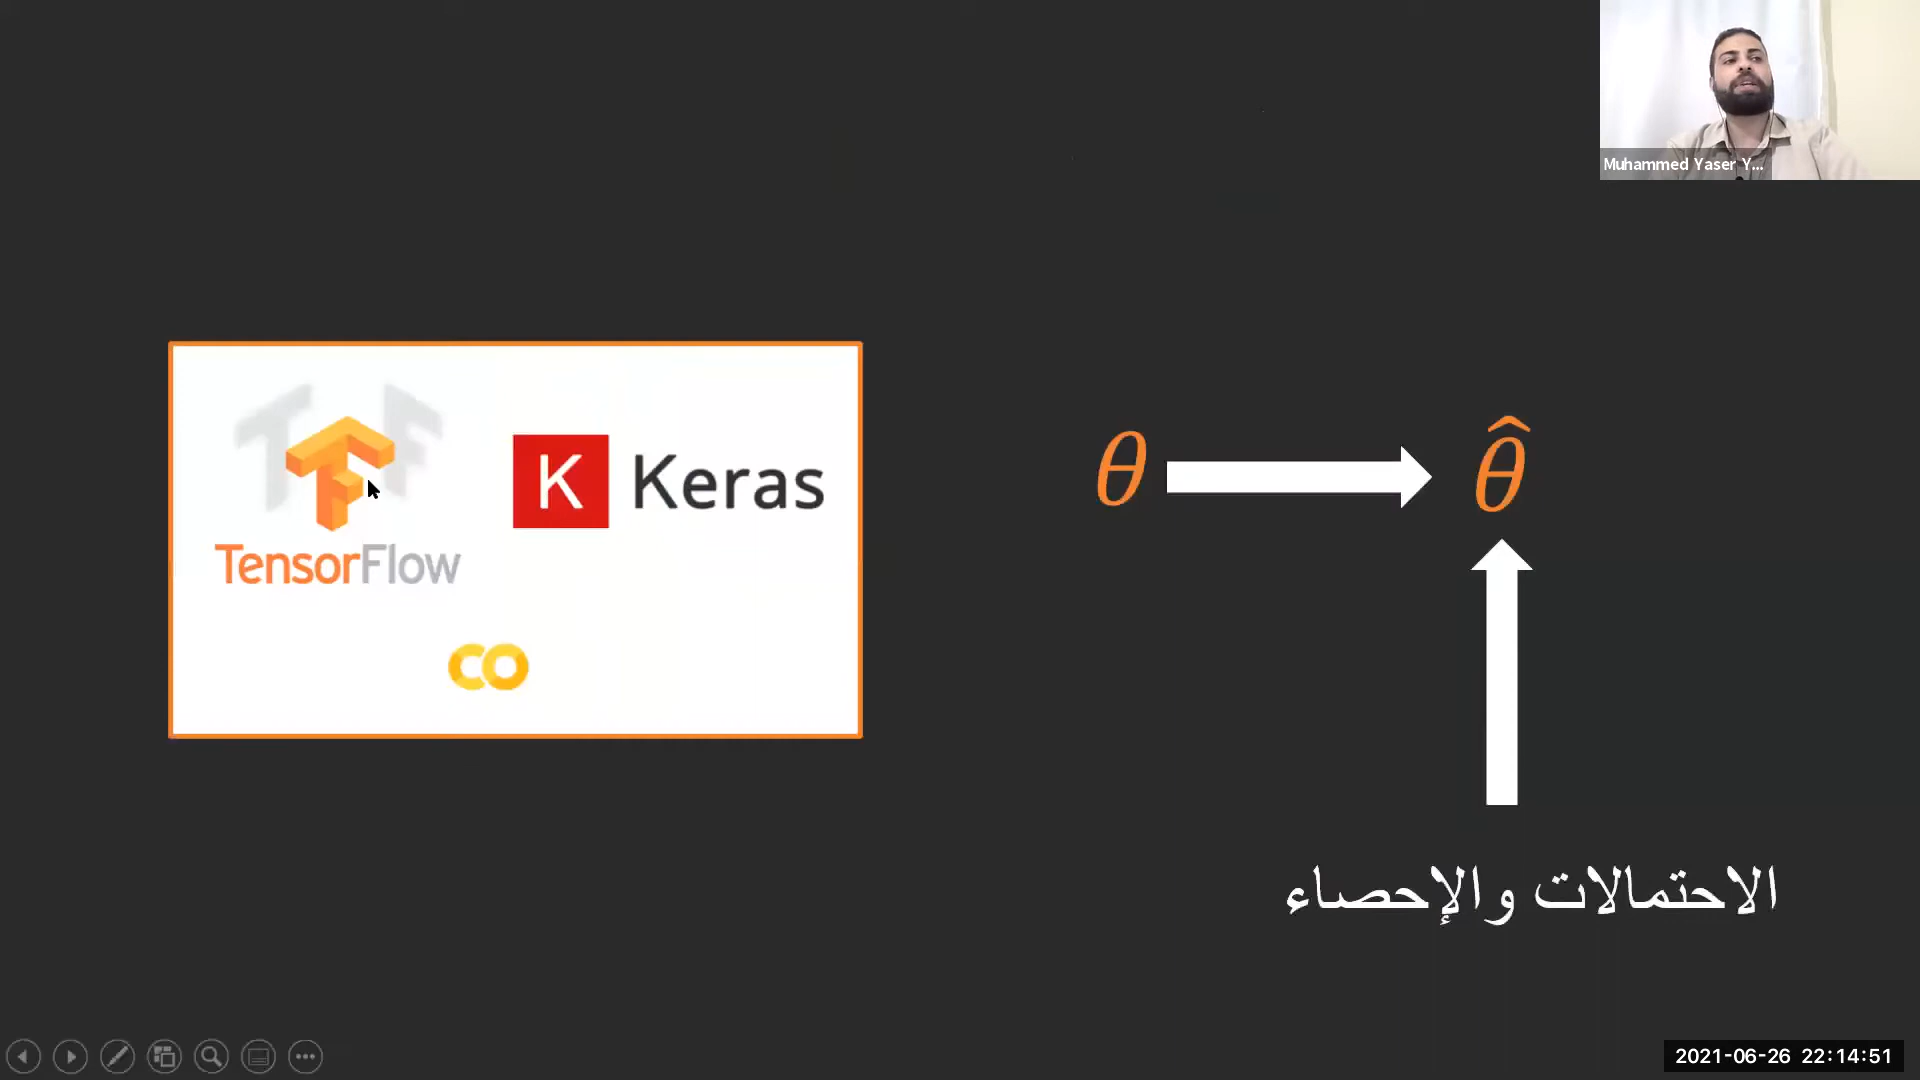 Muhammed Yaser Y...
K Keras
TensorFlow
CO
θ
θ̂
الاحتمالات والإحصاء
2021-06-26 22:14:51